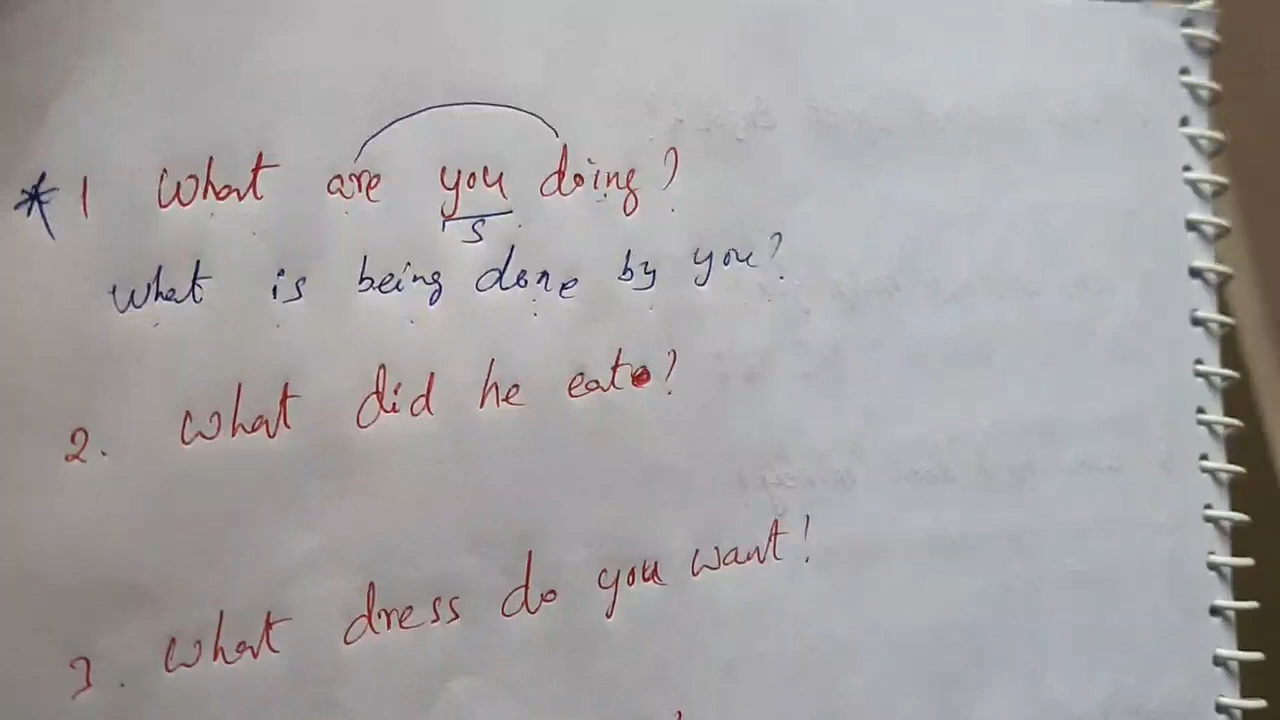 * 1 What are you doing?
S
What is being done by you?
2. What did he eat?
3. What dress do you want!